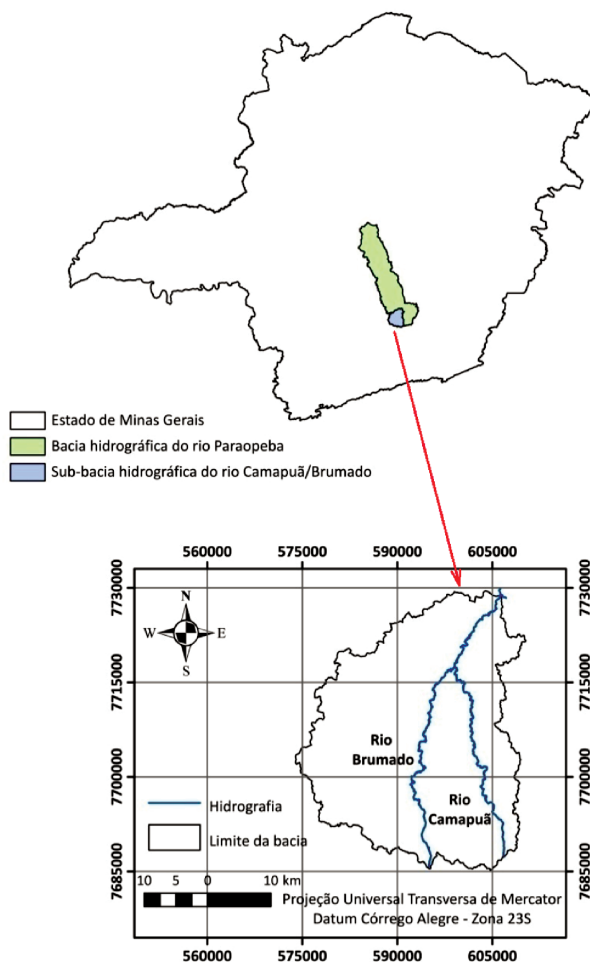 Estado de Minas Gerais
Bacia hidrográfica do rio Paraopeba
Sub-bacia hidrográfica do rio Camapuã/Brumado
560000 575000 590000 605000
7730000 7730000
N
W E
S
7715000 7715000
Rio
Brumado
7700000 7700000
Rio
Camapuã
Hidrografia
Limite da bacia
7685000 7685000
10 5 0 10 km
Projeção Universal Transversa de Mercator
Datum Córrego Alegre - Zona 23S
560000 575000 590000 605000